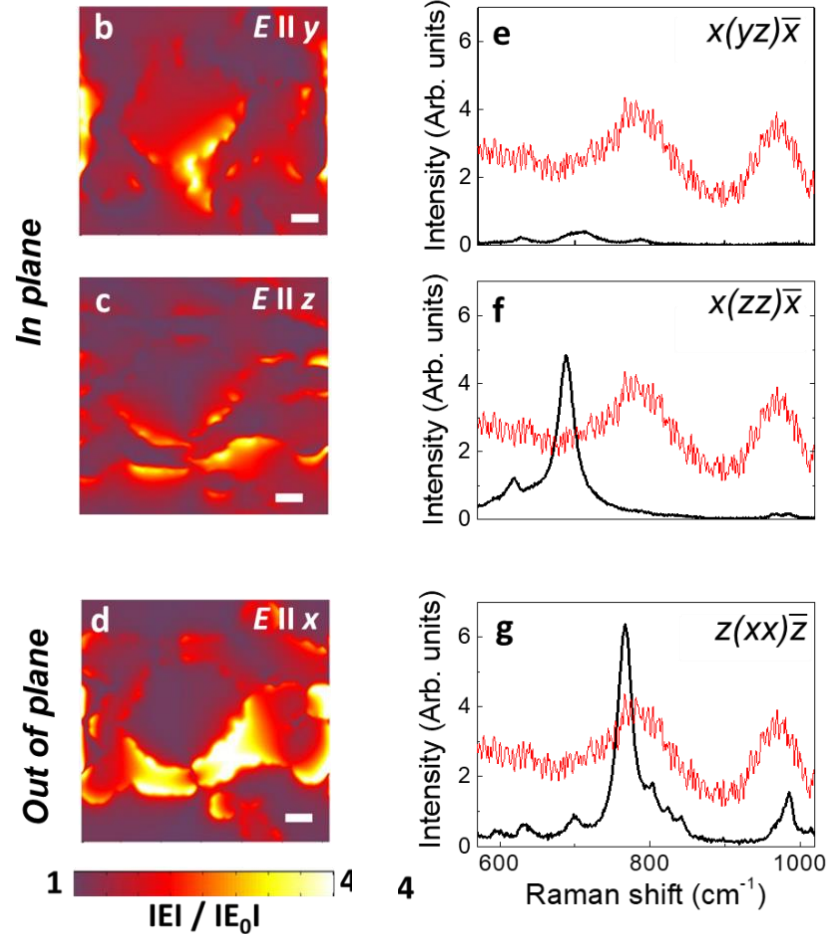 In plane
b
E || y
c
E || z
Out of plane
d
E || x
1
4
|E| / |E₀|
e
x(yz)x̅
Intensity (Arb. units)
6
4
2
0
f
x(zz)x̅
Intensity (Arb. units)
6
4
2
0
g
z(xx)z̅
Intensity (Arb. units)
6
4
2
0
4
600
800
1000
Raman shift (cm⁻¹)